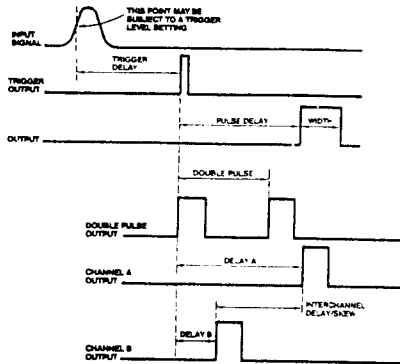 THIS POINT MAY BE
SUBJECT TO A TRIGGER
LEVEL SETTING
INPUT
SIGNAL
TRIGGER
DELAY
TRIGGER
OUTPUT
PULSE DELAY
WIDTH
OUTPUT
DOUBLE PULSE
DOUBLE PULSE
OUTPUT
DELAY A
CHANNEL A
OUTPUT
INTERCHANNEL
DELAY/SKEW
DELAY B
CHANNEL B
OUTPUT